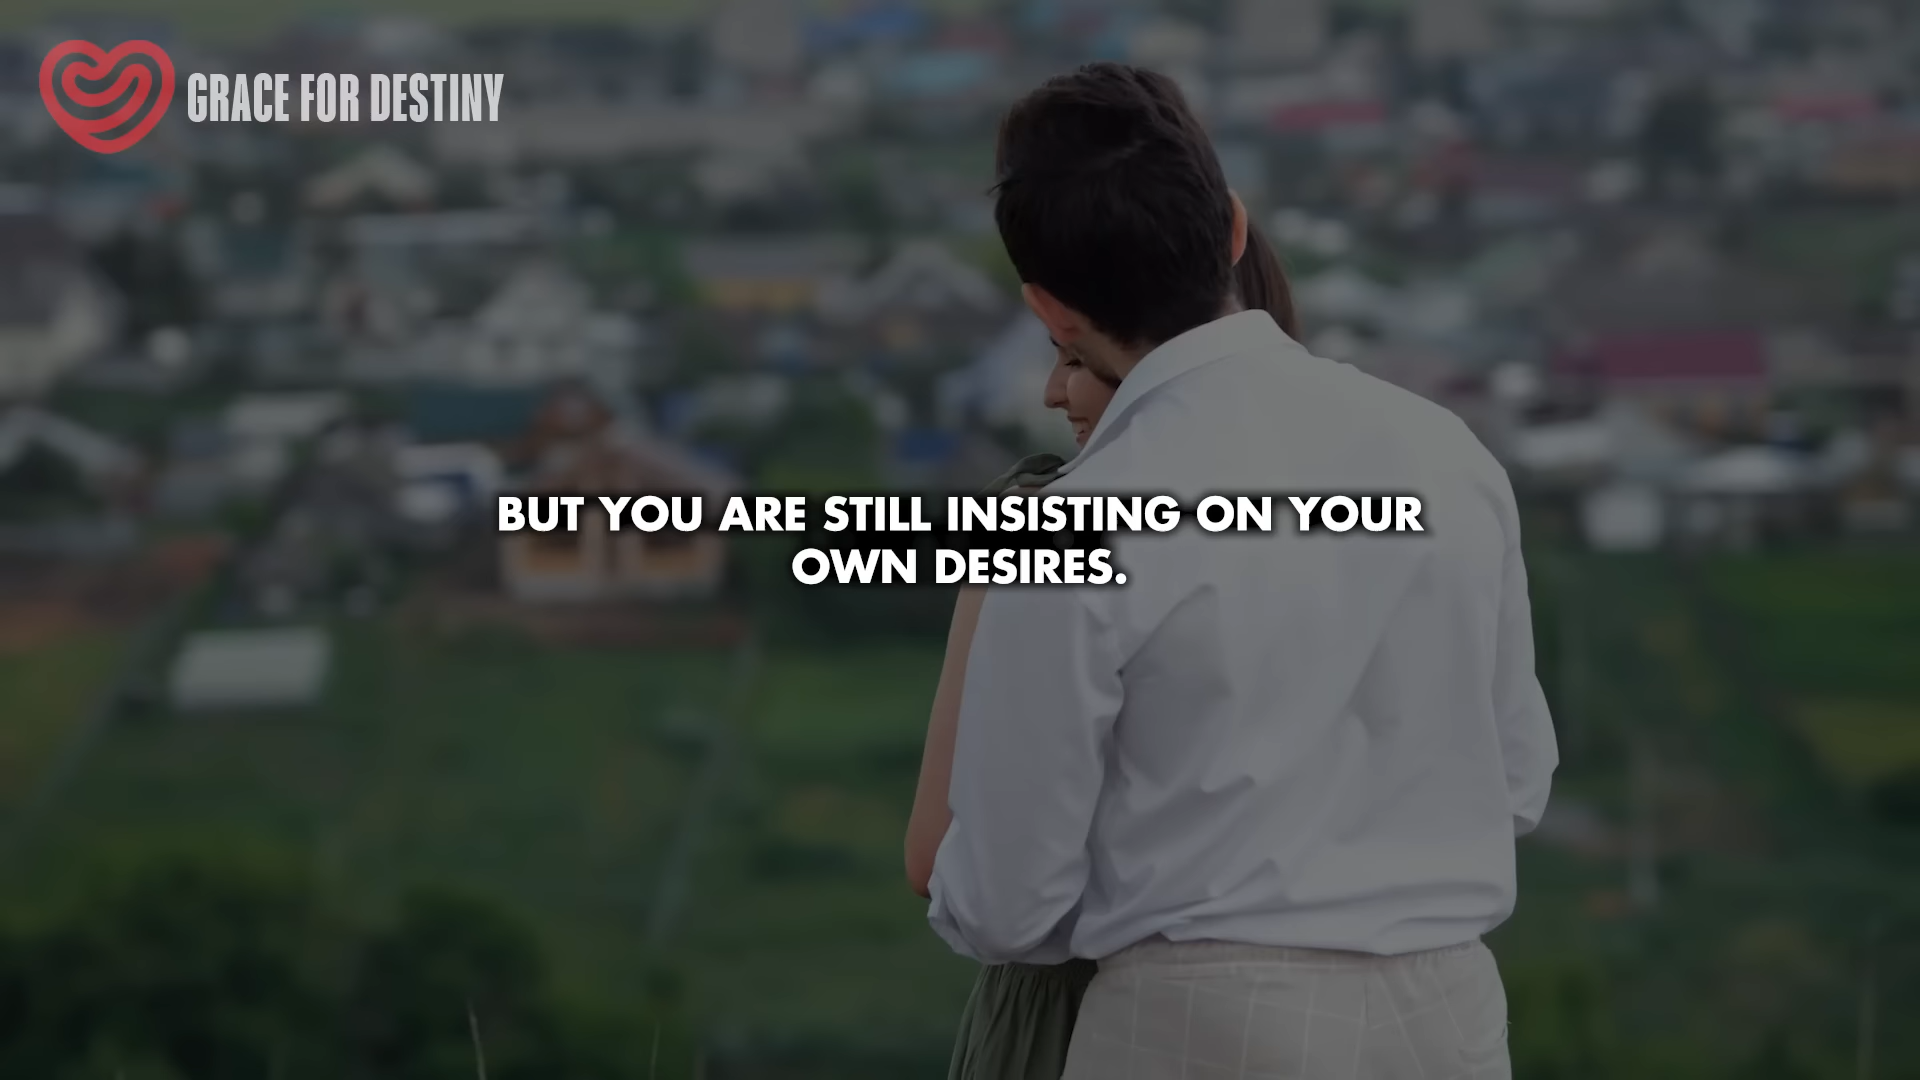 GRACE FOR DESTINY
BUT YOU ARE STILL INSISTING ON YOUR
OWN DESIRES.